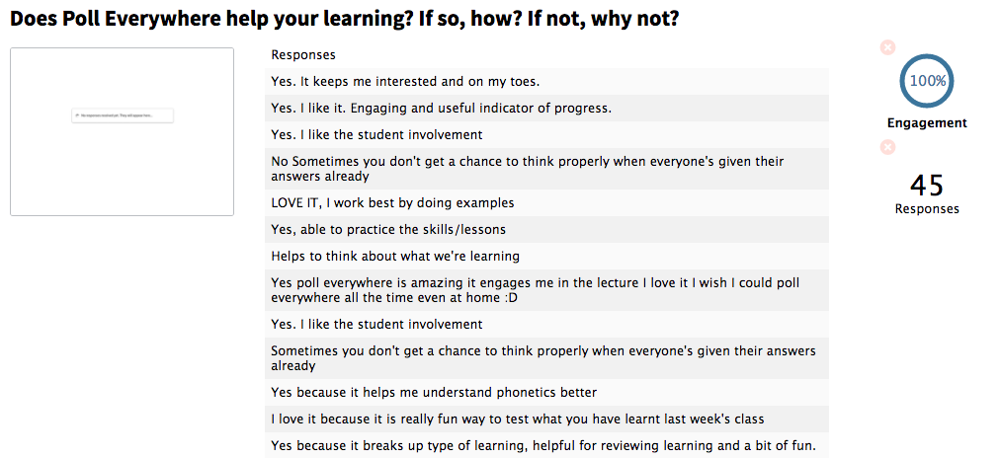 Does Poll Everywhere help your learning? If so, how? If not, why not?
Responses
Yes. It keeps me interested and on my toes.
Yes. I like it. Engaging and useful indicator of progress.
Yes. I like the student involvement
No Sometimes you don't get a chance to think properly when everyone's given their
answers already
LOVE IT, I work best by doing examples
Yes, able to practice the skills/lessons
Helps to think about what we're learning
Yes poll everywhere is amazing it engages me in the lecture I love it I wish I could poll
everywhere all the time even at home :D
Yes. I like the student involvement
Sometimes you don't get a chance to think properly when everyone's given their answers
already
Yes because it helps me understand phonetics better
I love it because it is really fun way to test what you have learnt last week's class
Yes because it breaks up type of learning, helpful for reviewing learning and a bit of fun.
100%
Engagement
45
Responses